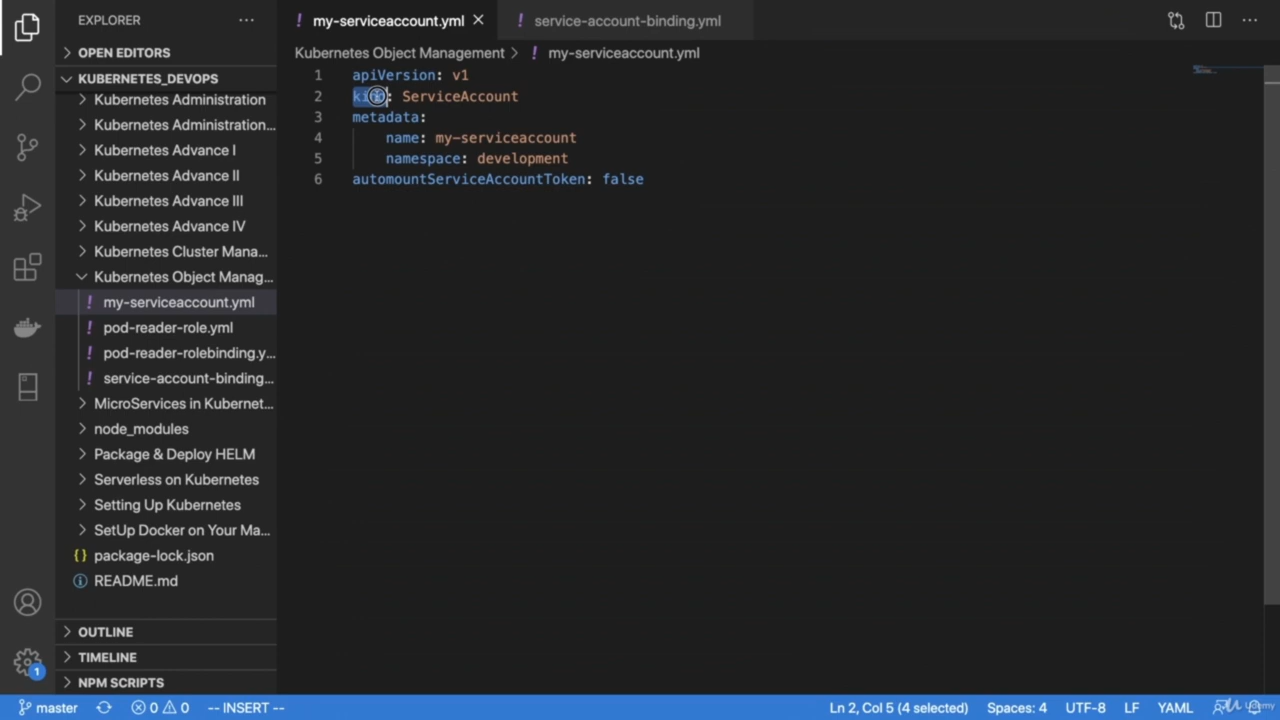 EXPLORER
OPEN EDITORS
KUBERNETES_DEVOPS
Kubernetes Administration
Kubernetes Administration...
Kubernetes Advance I
Kubernetes Advance II
Kubernetes Advance III
Kubernetes Advance IV
Kubernetes Cluster Mana...
Kubernetes Object Manag...
! my-serviceaccount.yml
! pod-reader-role.yml
! pod-reader-rolebinding.y...
! service-account-binding...
MicroServices in Kubernet...
node_modules
Package & Deploy HELM
Serverless on Kubernetes
Setting Up Kubernetes
SetUp Docker on Your Ma...
{} package-lock.json
README.md
OUTLINE
TIMELINE
NPM SCRIPTS
1
! my-serviceaccount.yml
! service-account-binding.yml
Kubernetes Object Management > ! my-serviceaccount.yml
1 apiVersion: v1
2 kind: ServiceAccount
3 metadata:
4 name: my-serviceaccount
5 namespace: development
6 automountServiceAccountToken: false
master 0 0 -- INSERT -- Ln 2, Col 5 (4 selected) Spaces: 4 UTF-8 LF YAML
Udemy